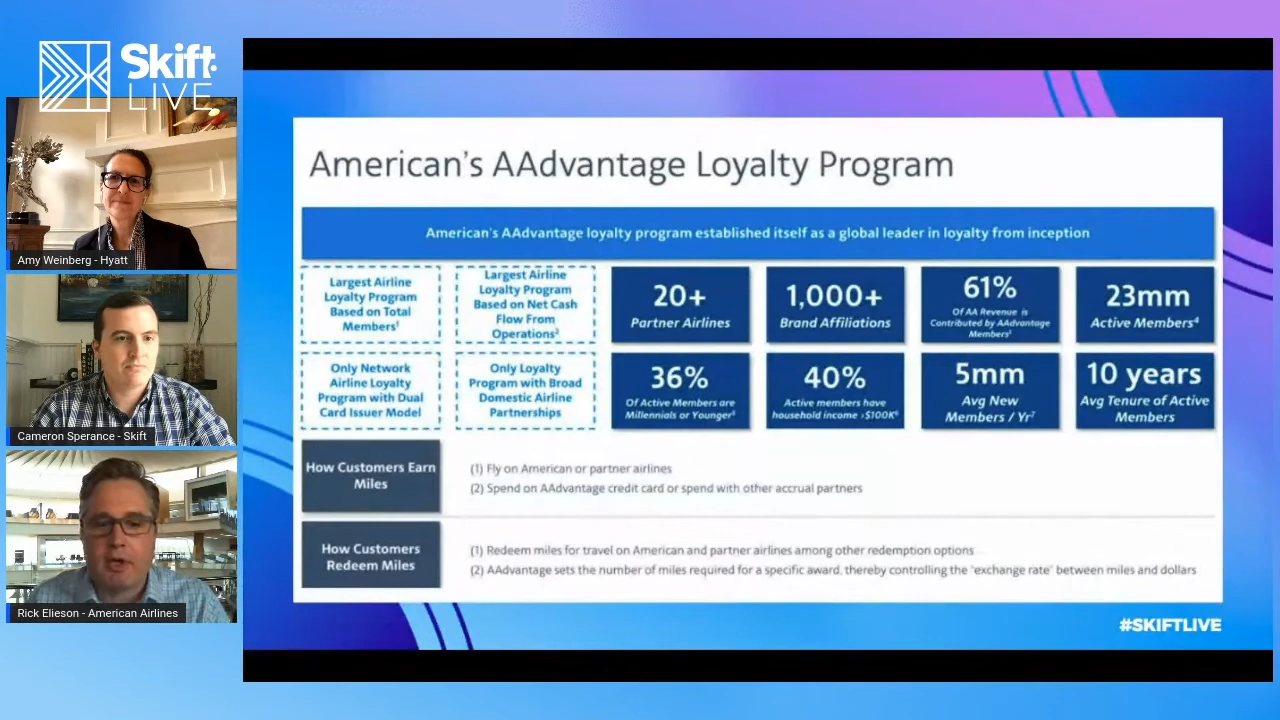 Skift.
LIVE
Amy Weinberg - Hyatt
Cameron Sperance - Skift
Rick Elieson - American Airlines
American's AAdvantage Loyalty Program
American's AAdvantage loyalty program established itself as a global leader in loyalty from inception
Largest Airline
Loyalty Program
Based on Total
Members¹
Largest Airline
Loyalty Program
Based on Net Cash
Flow From
Operations²
20+
Partner Airlines
1,000+
Brand Affiliations
61%
Of AA Revenue is
Contributed by AAdvantage
Members³
23mm
Active Members⁴
Only Network
Airline Loyalty
Program with Dual
Card Issuer Model
Only Loyalty
Program with Broad
Domestic Airline
Partnerships
36%
Of Active Members are
Millennials or Younger⁵
40%
Active members have
household income >$100K⁶
5mm
Avg New
Members / Yr⁷
10 years
Avg Tenure of Active
Members
How Customers Earn
Miles
(1) Fly on American or partner airlines
(2) Spend on AAdvantage credit card or spend with other accrual partners
How Customers
Redeem Miles
(1) Redeem miles for travel on American and partner airlines among other redemption options
(2) AAdvantage sets the number of miles required for a specific award, thereby controlling the "exchange rate" between miles and dollars
#SKIFTLIVE